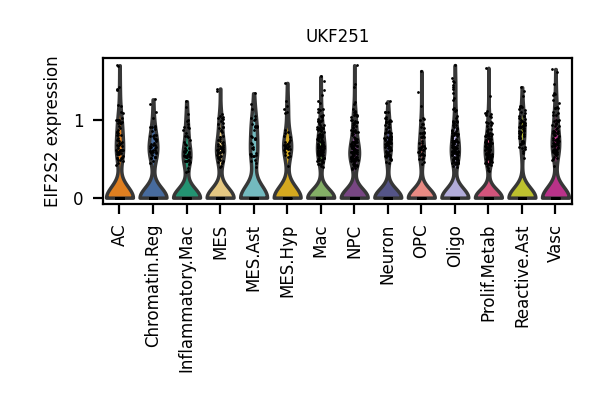 UKF251
EIF2S2 expression
1
0
AC
Chromatin.Reg
Inflammatory.Mac
MES
MES.Ast
MES.Hyp
Mac
NPC
Neuron
OPC
Oligo
Prolif.Metab
Reactive.Ast
Vasc